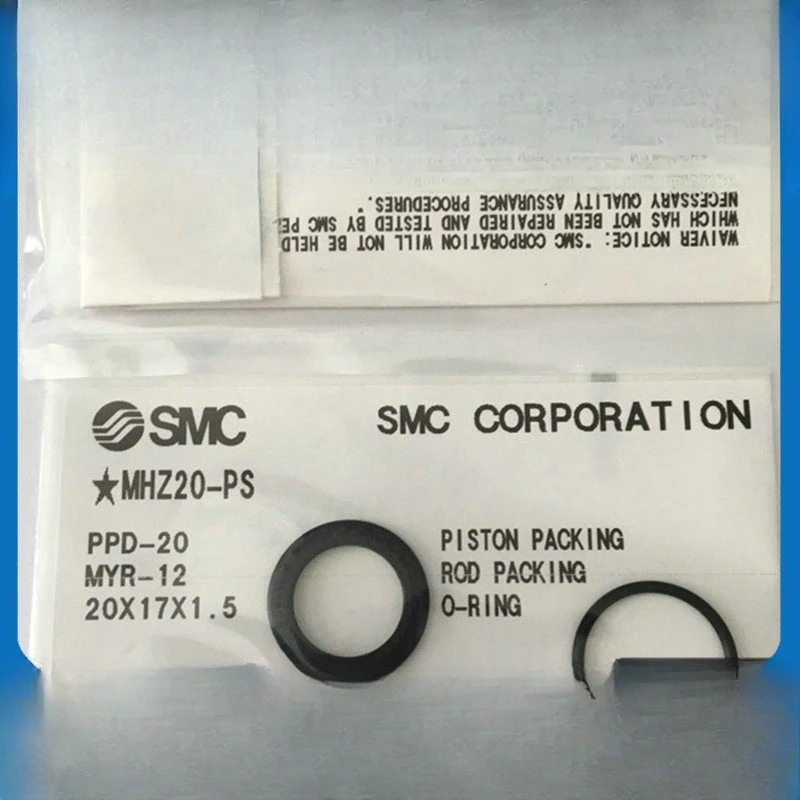 WAIVER NOTICE: "SMC CORPORATION WILL NOT BE HELD
WHICH HAS NOT BEEN REPAIRED AND TESTED BY SMC
NECESSARY QUALITY ASSURANCE PROCEDURES."
SMC SMC CORPORATION
★MHZ20-PS
PPD-20 PISTON PACKING
MYR-12 ROD PACKING
20X17X1.5 O-RING